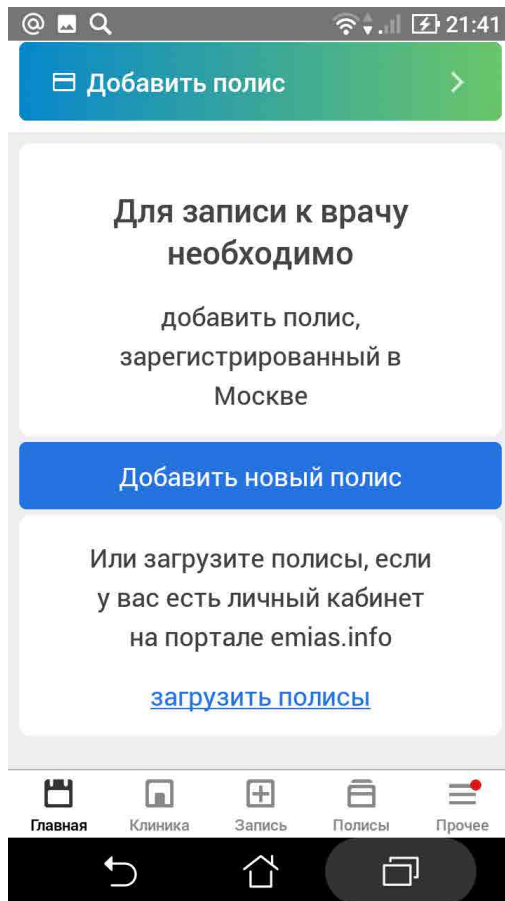 21:41
Добавить полис
Для записи к врачу
необходимо
добавить полис,
зарегистрированный в
Москве
Добавить новый полис
Или загрузите полисы, если
у вас есть личный кабинет
на портале emias.info
загрузить полисы
Главная Клиника Запись Полисы Прочее